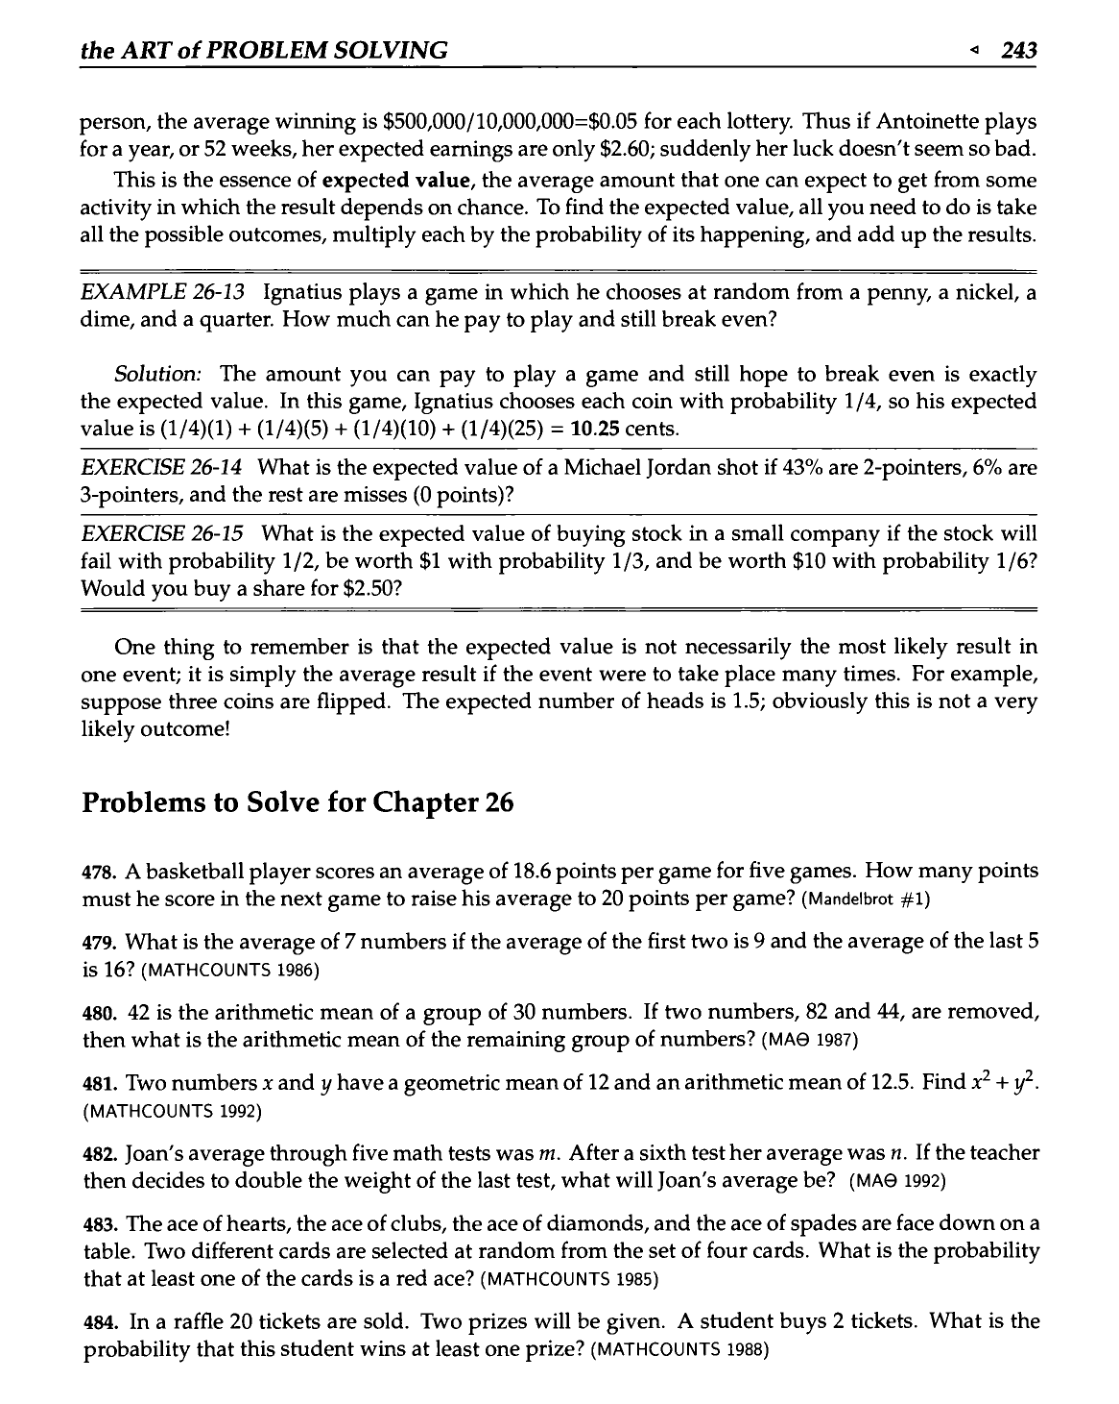 the ART of PROBLEM SOLVING ◃ 243
person, the average winning is $500,000/10,000,000=$0.05 for each lottery. Thus if Antoinette plays
for a year, or 52 weeks, her expected earnings are only $2.60; suddenly her luck doesn't seem so bad.
This is the essence of expected value, the average amount that one can expect to get from some
activity in which the result depends on chance. To find the expected value, all you need to do is take
all the possible outcomes, multiply each by the probability of its happening, and add up the results.
EXAMPLE 26-13 Ignatius plays a game in which he chooses at random from a penny, a nickel, a
dime, and a quarter. How much can he pay to play and still break even?
Solution: The amount you can pay to play a game and still hope to break even is exactly
the expected value. In this game, Ignatius chooses each coin with probability 1/4, so his expected
value is (1/4)(1) + (1/4)(5) + (1/4)(10) + (1/4)(25) = 10.25 cents.
EXERCISE 26-14 What is the expected value of a Michael Jordan shot if 43% are 2-pointers, 6% are
3-pointers, and the rest are misses (0 points)?
EXERCISE 26-15 What is the expected value of buying stock in a small company if the stock will
fail with probability 1/2, be worth $1 with probability 1/3, and be worth $10 with probability 1/6?
Would you buy a share for $2.50?
One thing to remember is that the expected value is not necessarily the most likely result in
one event; it is simply the average result if the event were to take place many times. For example,
suppose three coins are flipped. The expected number of heads is 1.5; obviously this is not a very
likely outcome!
Problems to Solve for Chapter 26
478. A basketball player scores an average of 18.6 points per game for five games. How many points
must he score in the next game to raise his average to 20 points per game? (Mandelbrot #1)
479. What is the average of 7 numbers if the average of the first two is 9 and the average of the last 5
is 16? (MATHCOUNTS 1986)
480. 42 is the arithmetic mean of a group of 30 numbers. If two numbers, 82 and 44, are removed,
then what is the arithmetic mean of the remaining group of numbers? (MAΘ 1987)
481. Two numbers x and y have a geometric mean of 12 and an arithmetic mean of 12.5. Find x² + y².
(MATHCOUNTS 1992)
482. Joan's average through five math tests was m. After a sixth test her average was n. If the teacher
then decides to double the weight of the last test, what will Joan's average be? (MAΘ 1992)
483. The ace of hearts, the ace of clubs, the ace of diamonds, and the ace of spades are face down on a
table. Two different cards are selected at random from the set of four cards. What is the probability
that at least one of the cards is a red ace? (MATHCOUNTS 1985)
484. In a raffle 20 tickets are sold. Two prizes will be given. A student buys 2 tickets. What is the
probability that this student wins at least one prize? (MATHCOUNTS 1988)